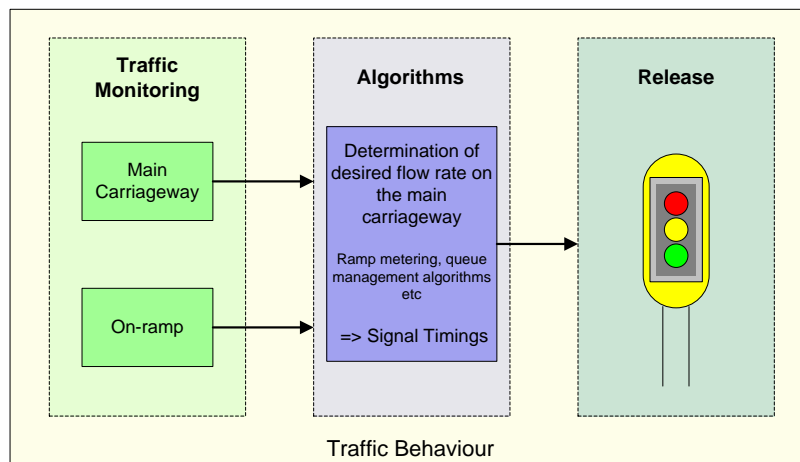 Traffic
Monitoring
Main
Carriageway
On-ramp
Algorithms
Determination of
desired flow rate on
the main
carriageway
Ramp metering, queue
management algorithms
etc
=> Signal Timings
Release
Traffic Behaviour